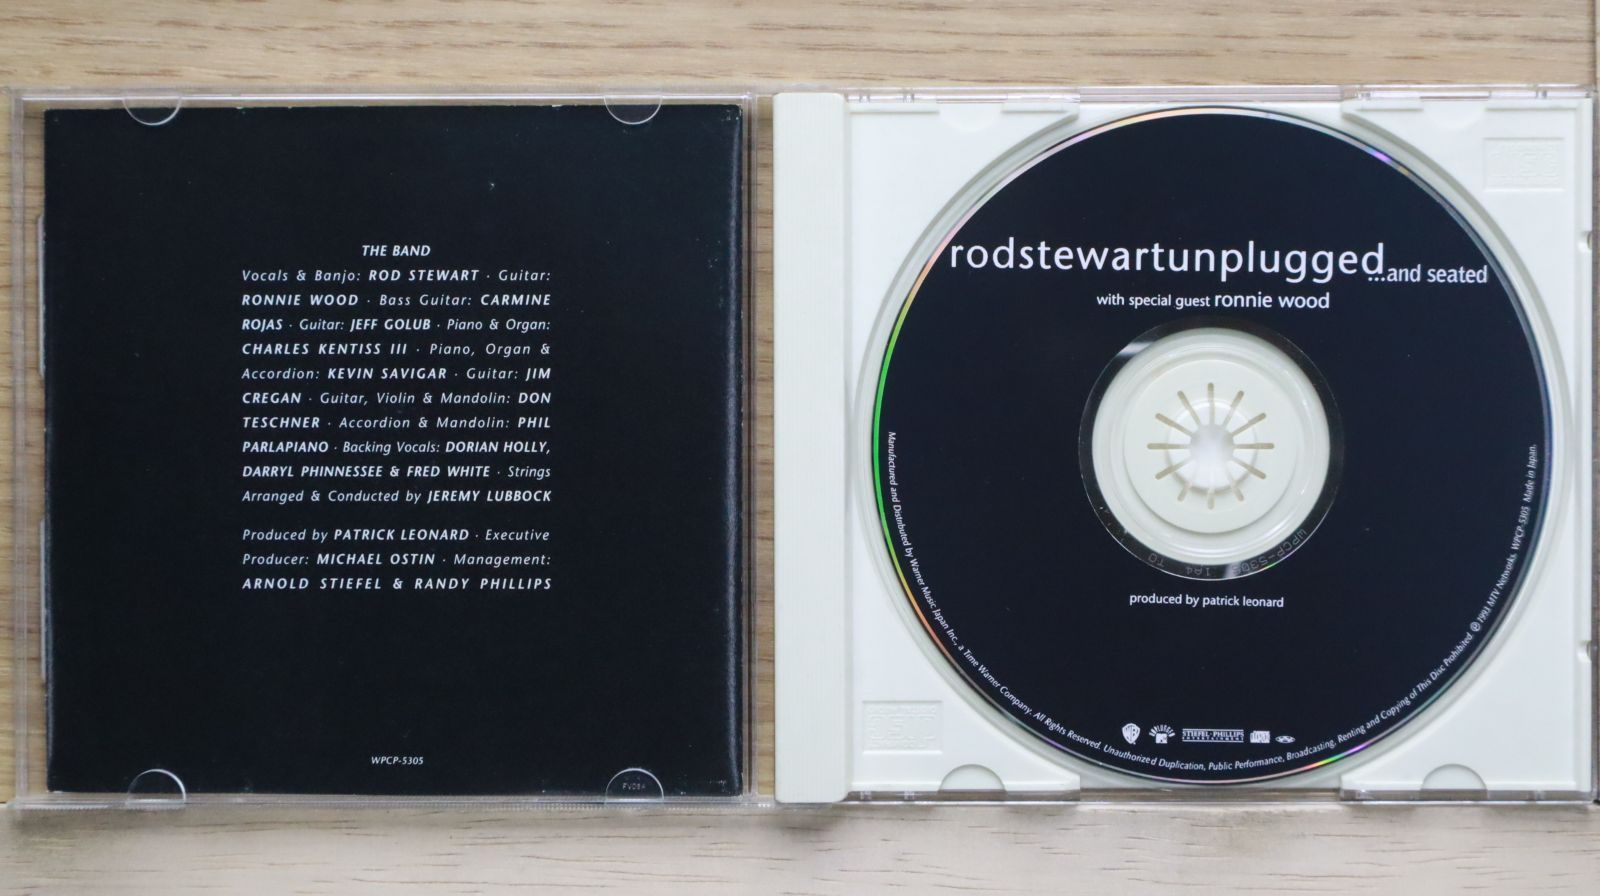 THE BAND
Vocals & Banjo: ROD STEWART · Guitar:
RONNIE WOOD · Bass Guitar: CARMINE
ROJAS · Guitar: JEFF GOLUB · Piano & Organ:
CHARLES KENTISS III · Piano, Organ &
Accordion: KEVIN SAVIGAR · Guitar: JIM
CREGAN · Guitar, Violin & Mandolin: DON
TESCHNER · Accordion & Mandolin: PHIL
PARLAPIANO · Backing Vocals: DORIAN HOLLY,
DARRYL PHINNESSEE & FRED WHITE · Strings
Arranged & Conducted by JEREMY LUBBOCK
Produced by PATRICK LEONARD · Executive
Producer: MICHAEL OSTIN · Management:
ARNOLD STIEFEL & RANDY PHILLIPS
WPCP-5305
rodstewartunplugged
...and seated
with special guest ronnie wood
WPCP-5305 1A4 TO
produced by patrick leonard
UNPLUGGED
STIEFEL·PHILLIPS
ENTERTAINMENT
Manufactured and Distributed by Warner Music Japan Inc., a Time Warner Company. All Rights Reserved. Unauthorized Duplication, Public Performance, Broadcasting, Renting and Copying of This Disc Prohibited. ℗ 1993 MTV Networks. WPCP-5305 Made in Japan.